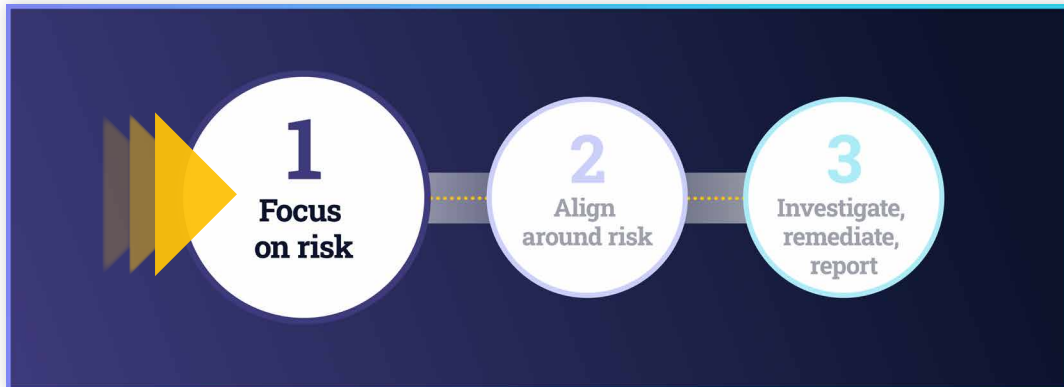 1
Focus
on risk
2
Align
around risk
3
Investigate,
remediate,
report